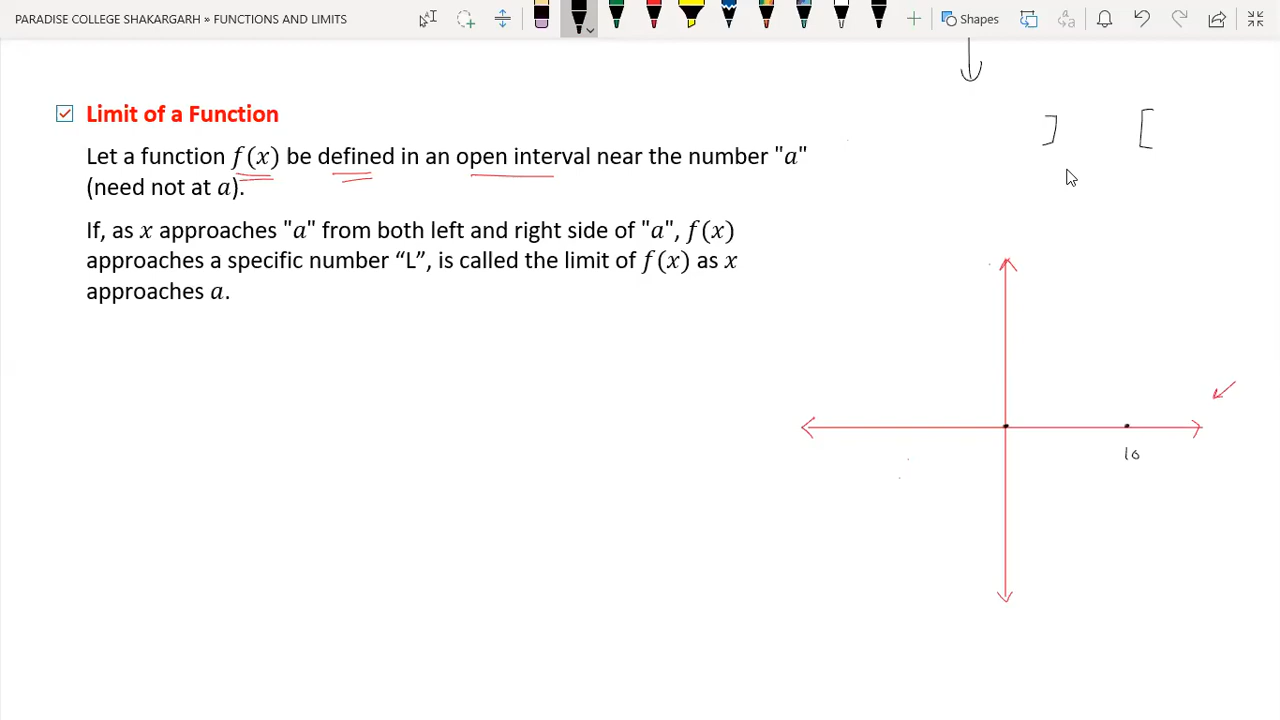 PARADISE COLLEGE SHAKARGARH » FUNCTIONS AND LIMITS
Shapes
Limit of a Function
Let a function f(x) be defined in an open interval near the number "a"
(need not at a).
If, as x approaches "a" from both left and right side of "a", f(x)
approaches a specific number “L”, is called the limit of f(x) as x
approaches a.
] [
10